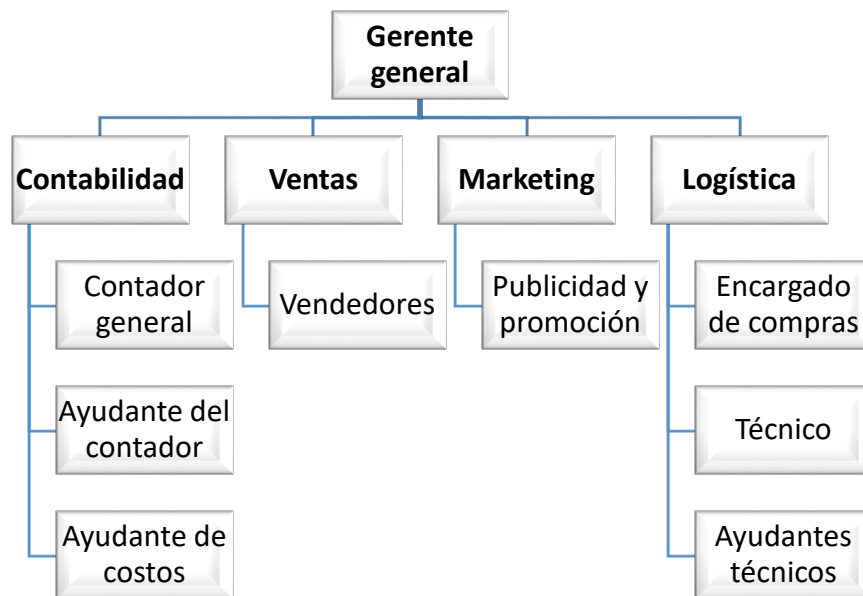 Gerente
general
Contabilidad
Ventas
Marketing
Logística
Contador
general
Vendedores
Publicidad y
promoción
Encargado
de compras
Ayudante del
contador
Técnico
Ayudante de
costos
Ayudantes
técnicos